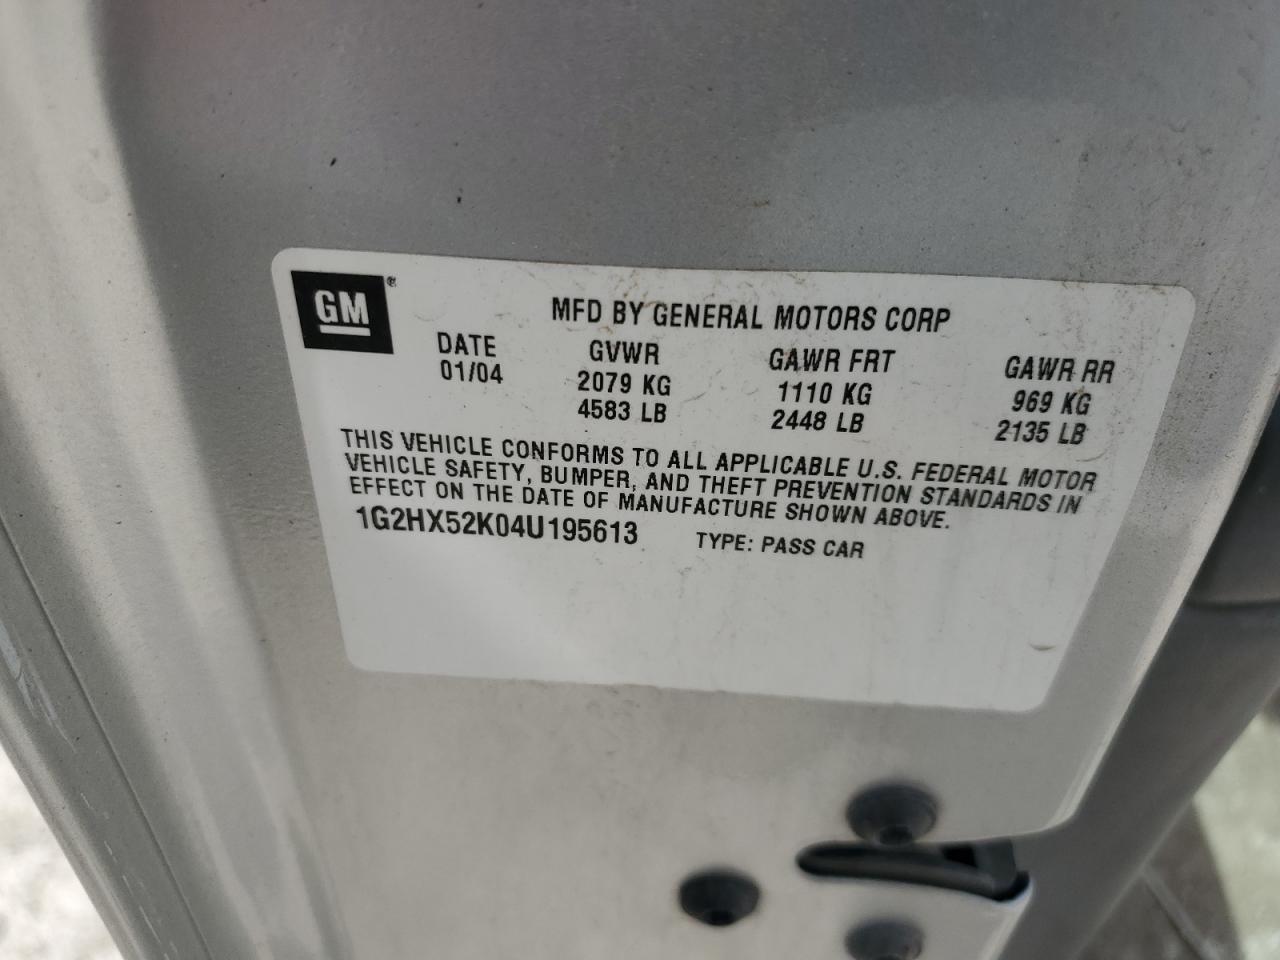 GM®
MFD BY GENERAL MOTORS CORP
DATE GVWR GAWR FRT GAWR RR
01/04 2079 KG 1110 KG 969 KG
4583 LB 2448 LB 2135 LB
THIS VEHICLE CONFORMS TO ALL APPLICABLE U.S. FEDERAL MOTOR
VEHICLE SAFETY, BUMPER, AND THEFT PREVENTION STANDARDS IN
EFFECT ON THE DATE OF MANUFACTURE SHOWN ABOVE.
1G2HX52K04U195613 TYPE: PASS CAR